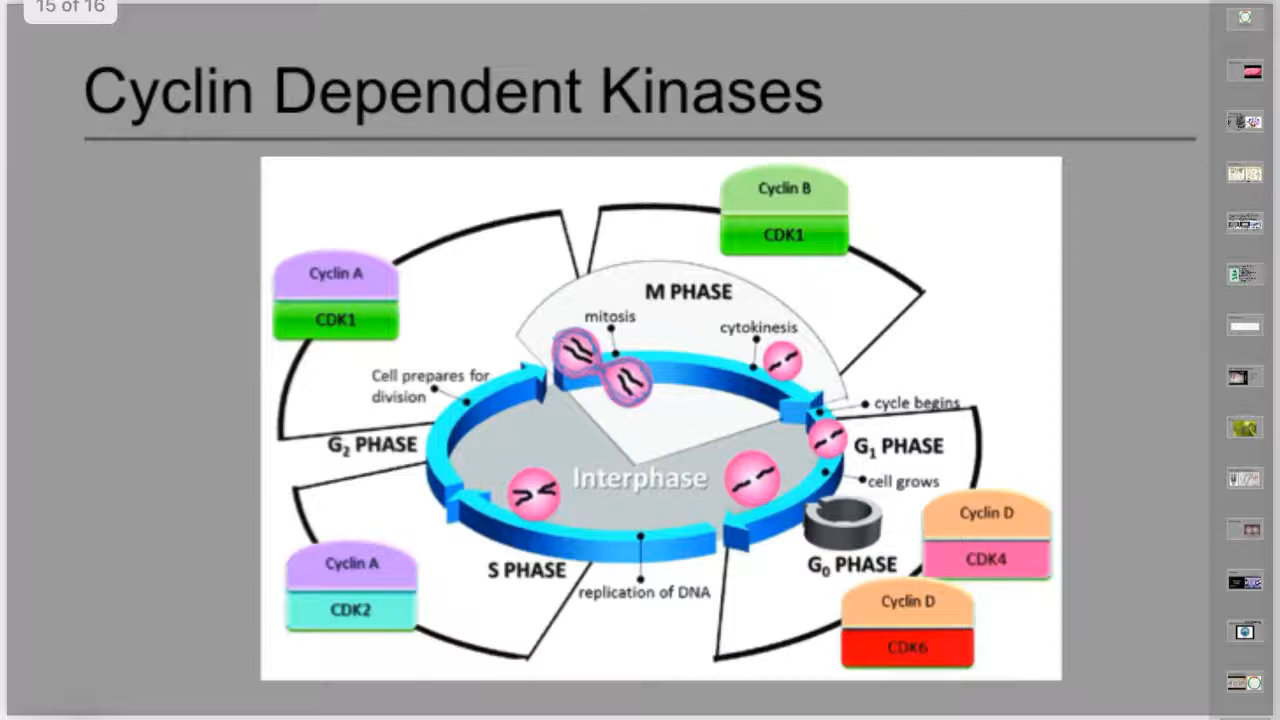 15 of 16
Cyclin Dependent Kinases
Cyclin B
CDK1
Cyclin A
CDK1
M PHASE
mitosis
cytokinesis
Cell prepares for
division
cycle begins
G₂ PHASE
G₁ PHASE
Interphase
cell grows
Cyclin D
CDK4
Cyclin A
CDK2
S PHASE
replication of DNA
G₀ PHASE
Cyclin D
CDK6